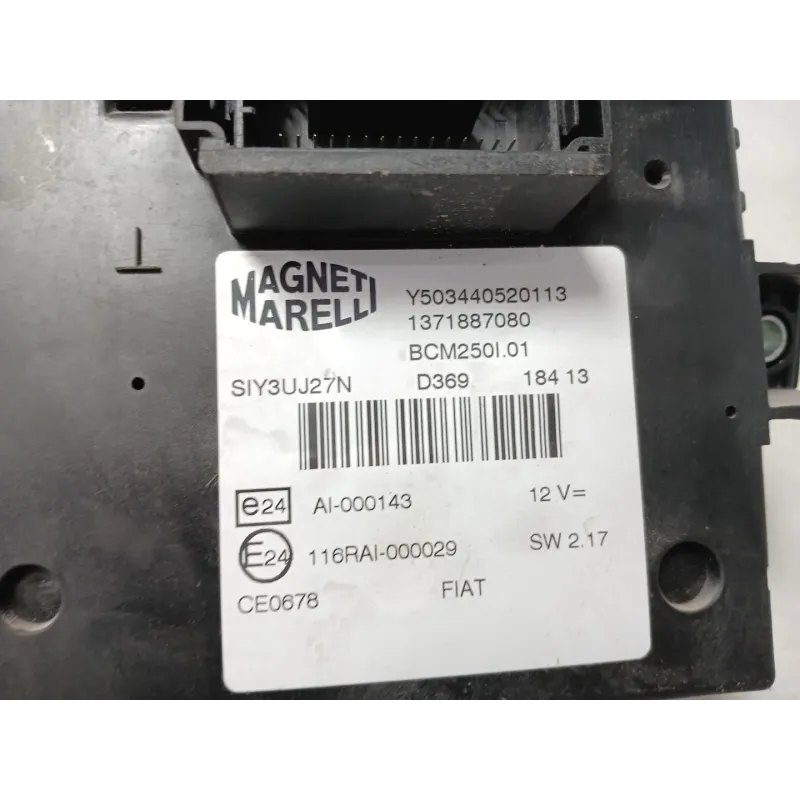 MAGNETI
MARELLI
Y503440520113
1371887080
BCM250I.01
SIY3UJ27N D369 184 13
e24 AI-000143 12 V=
E24 116RAI-000029 SW 2.17
CE0678 FIAT